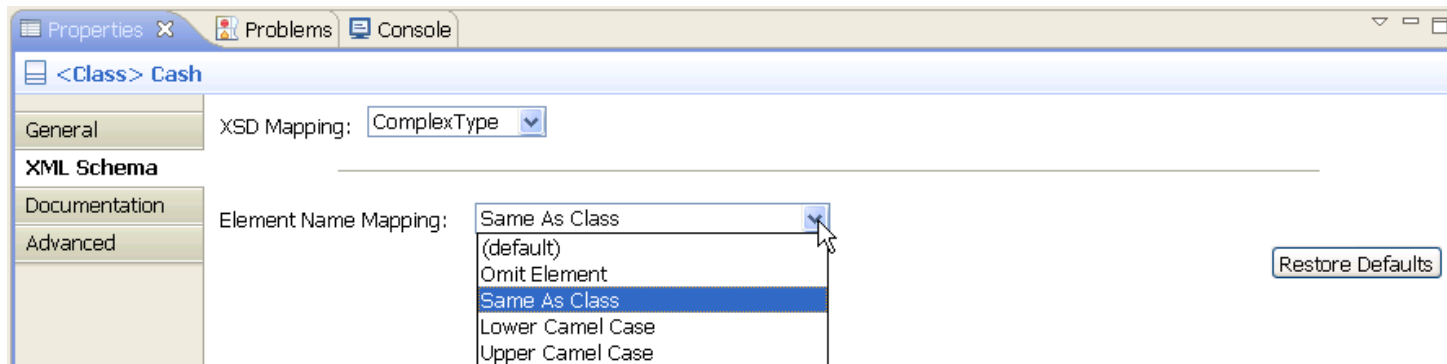 Properties Problems Console
<Class> Cash
General
XML Schema
Documentation
Advanced
XSD Mapping: ComplexType
Element Name Mapping: Same As Class
(default)
Omit Element
Same As Class
Lower Camel Case
Upper Camel Case
Restore Defaults